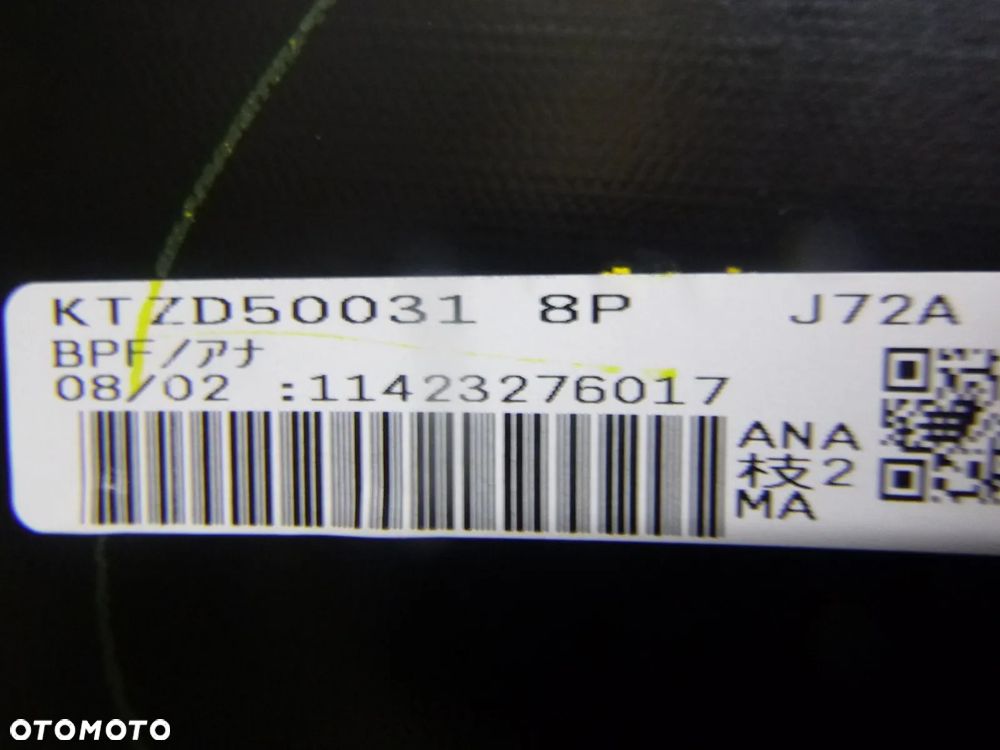 KTZD50031 8P J72A
BPF/アナ
08/02 :11423276017
ANA
枝2
MA
OTOMOTO